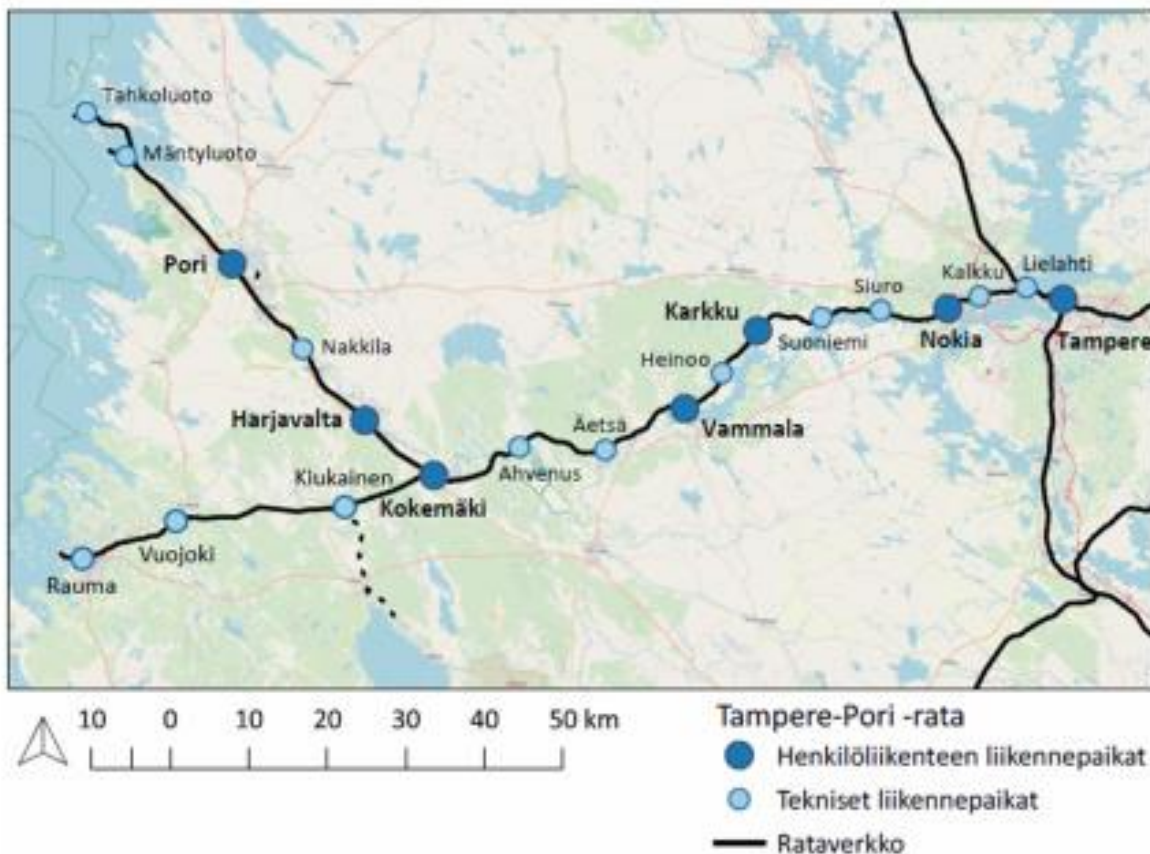 Tahkoluoto
Mäntyluoto
Pori
Nakkila
Harjavalta
Kiukainen
Kokemäki
Vuojoki
Rauma
Ahvenus
Äetsä
Vammala
Heinoo
Karkku
Suoniemi
Siuro
Nokia
Kalkku
Lielahti
Tampere
10 0 10 20 30 40 50 km
Tampere-Pori -rata
Henkilöliikenteen liikennepaikat
Tekniset liikennepaikat
Rataverkko